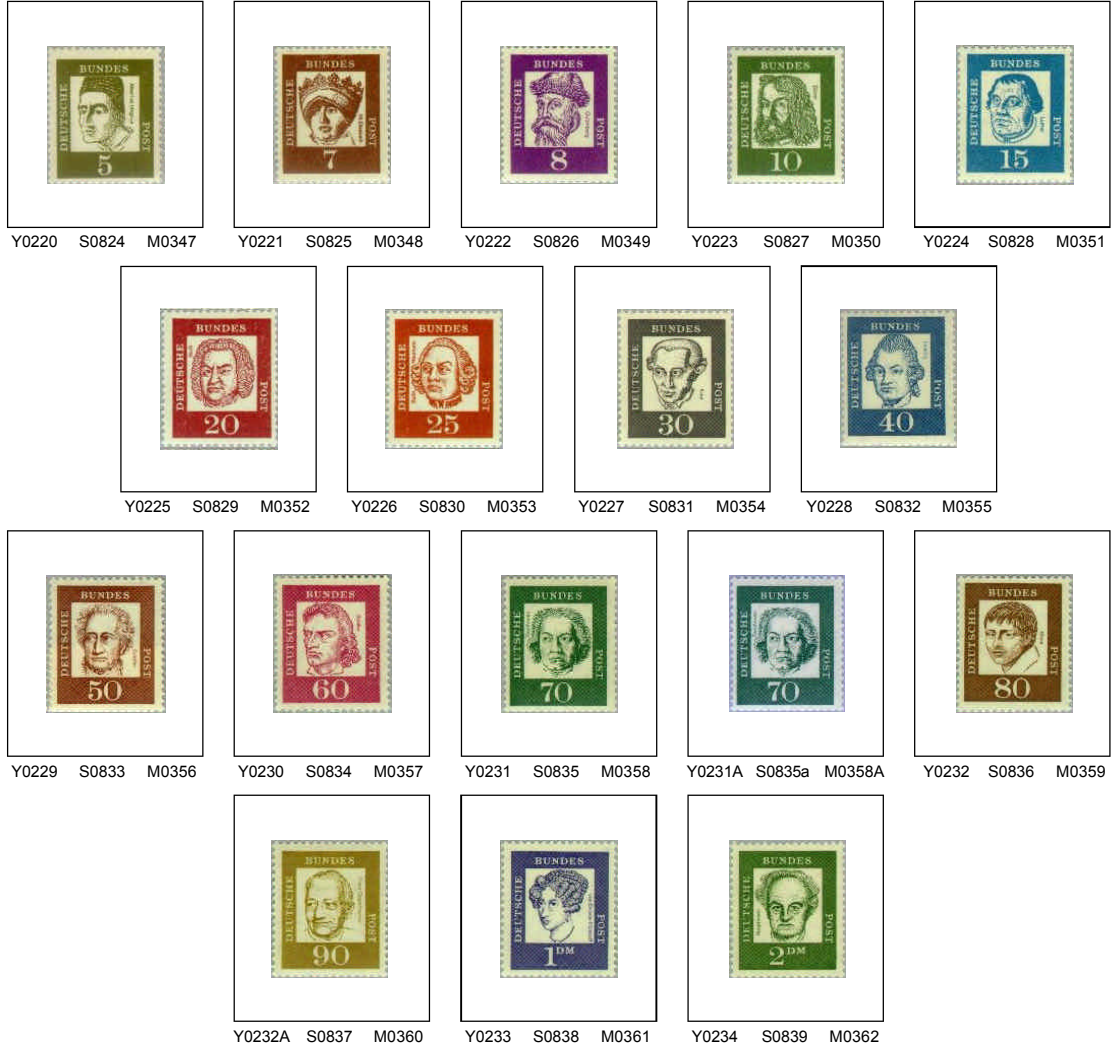 BUNDES
DEUTSCHE
POST
5
BUNDES
DEUTSCHE
POST
7
BUNDES
DEUTSCHE
POST
8
BUNDES
DEUTSCHE
POST
10
BUNDES
DEUTSCHE
POST
15
Y0220 S0824 M0347
Y0221 S0825 M0348
Y0222 S0826 M0349
Y0223 S0827 M0350
Y0224 S0828 M0351
BUNDES
DEUTSCHE
POST
20
BUNDES
DEUTSCHE
POST
25
BUNDES
DEUTSCHE
POST
30
BUNDES
DEUTSCHE
POST
40
Y0225 S0829 M0352
Y0226 S0830 M0353
Y0227 S0831 M0354
Y0228 S0832 M0355
BUNDES
DEUTSCHE
POST
50
BUNDES
DEUTSCHE
POST
60
BUNDES
DEUTSCHE
POST
70
BUNDES
DEUTSCHE
POST
70
BUNDES
DEUTSCHE
POST
80
Y0229 S0833 M0356
Y0230 S0834 M0357
Y0231 S0835 M0358
Y0231A S0835a M0358A
Y0232 S0836 M0359
BUNDES
DEUTSCHE
POST
90
BUNDES
DEUTSCHE
POST
1 DM
BUNDES
DEUTSCHE
POST
2 DM
Y0232A S0837 M0360
Y0233 S0838 M0361
Y0234 S0839 M0362